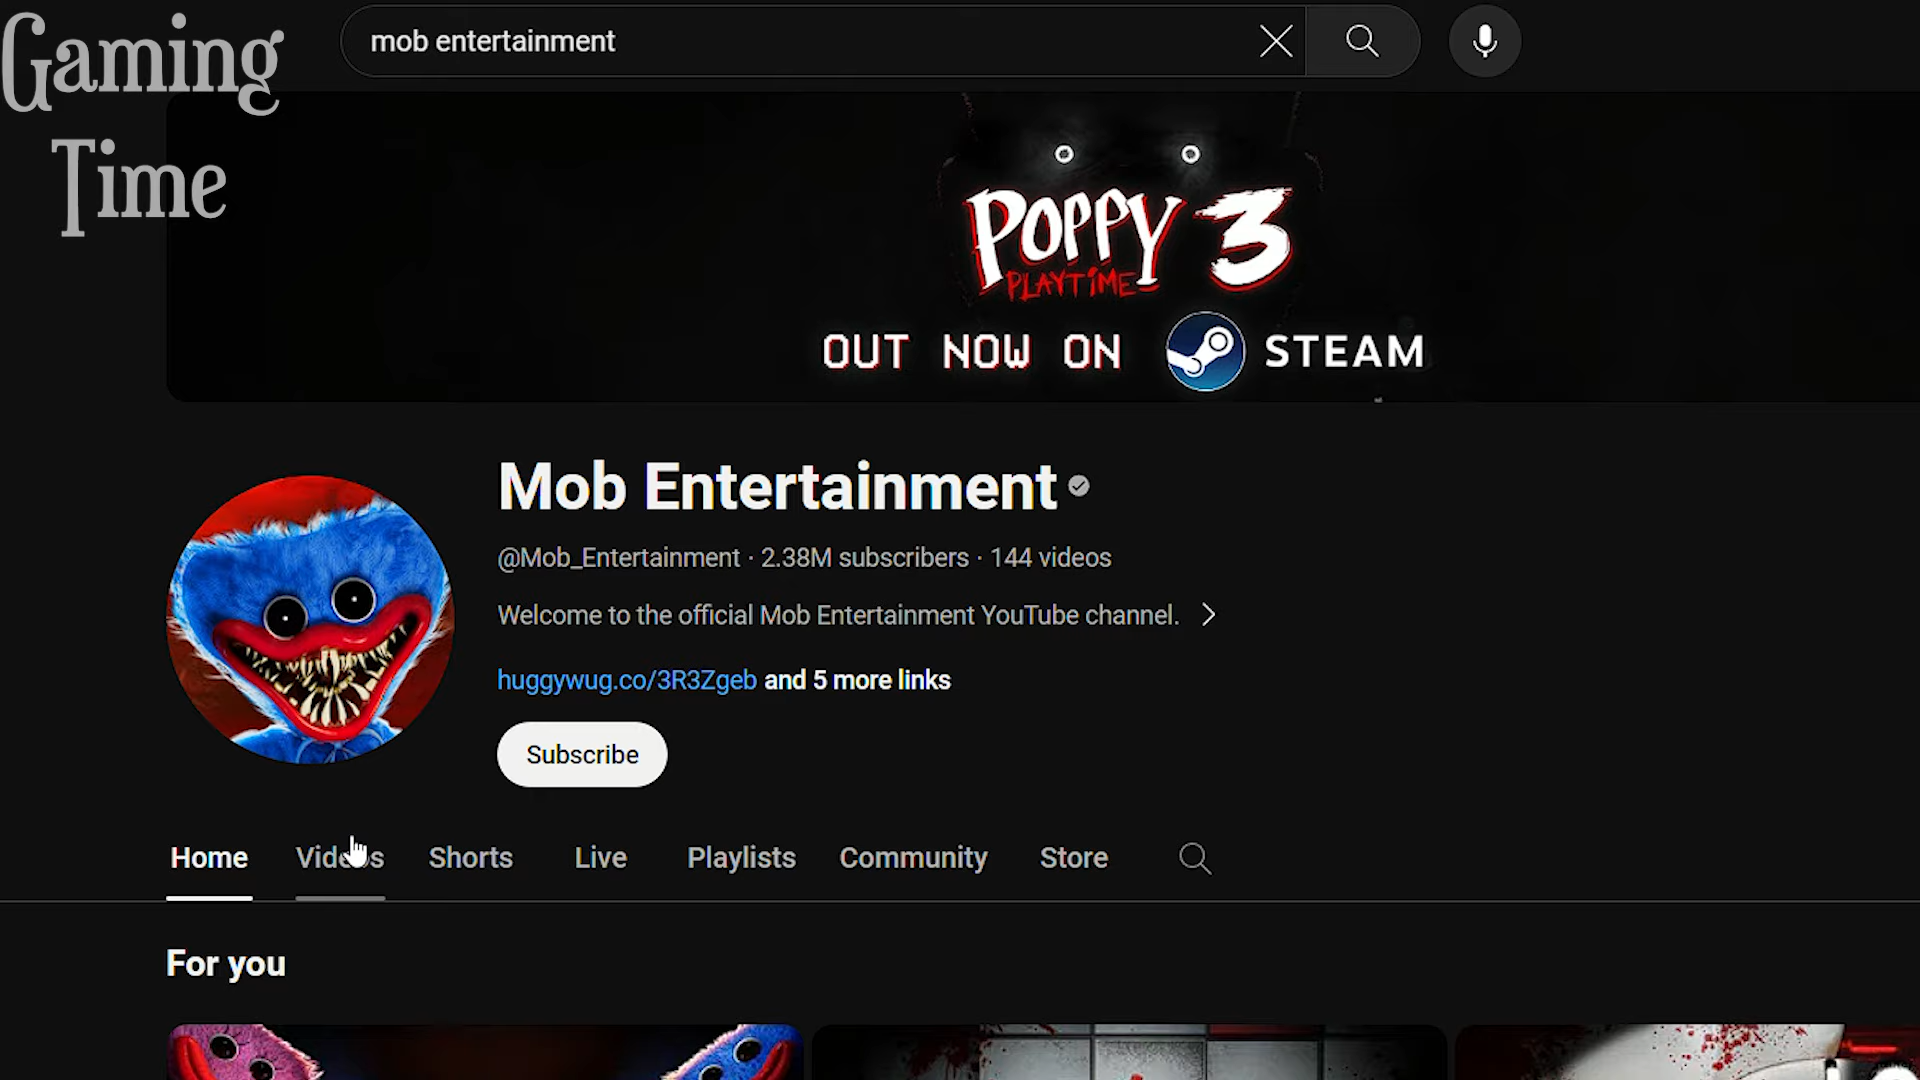 Gaming
Time
mob entertainment
POPPY 3
PLAYTIME
OUT NOW ON STEAM
Mob Entertainment
@Mob_Entertainment · 2.38M subscribers · 144 videos
Welcome to the official Mob Entertainment YouTube channel.
huggywug.co/3R3Zgeb and 5 more links
Subscribe
Home Videos Shorts Live Playlists Community Store
For you